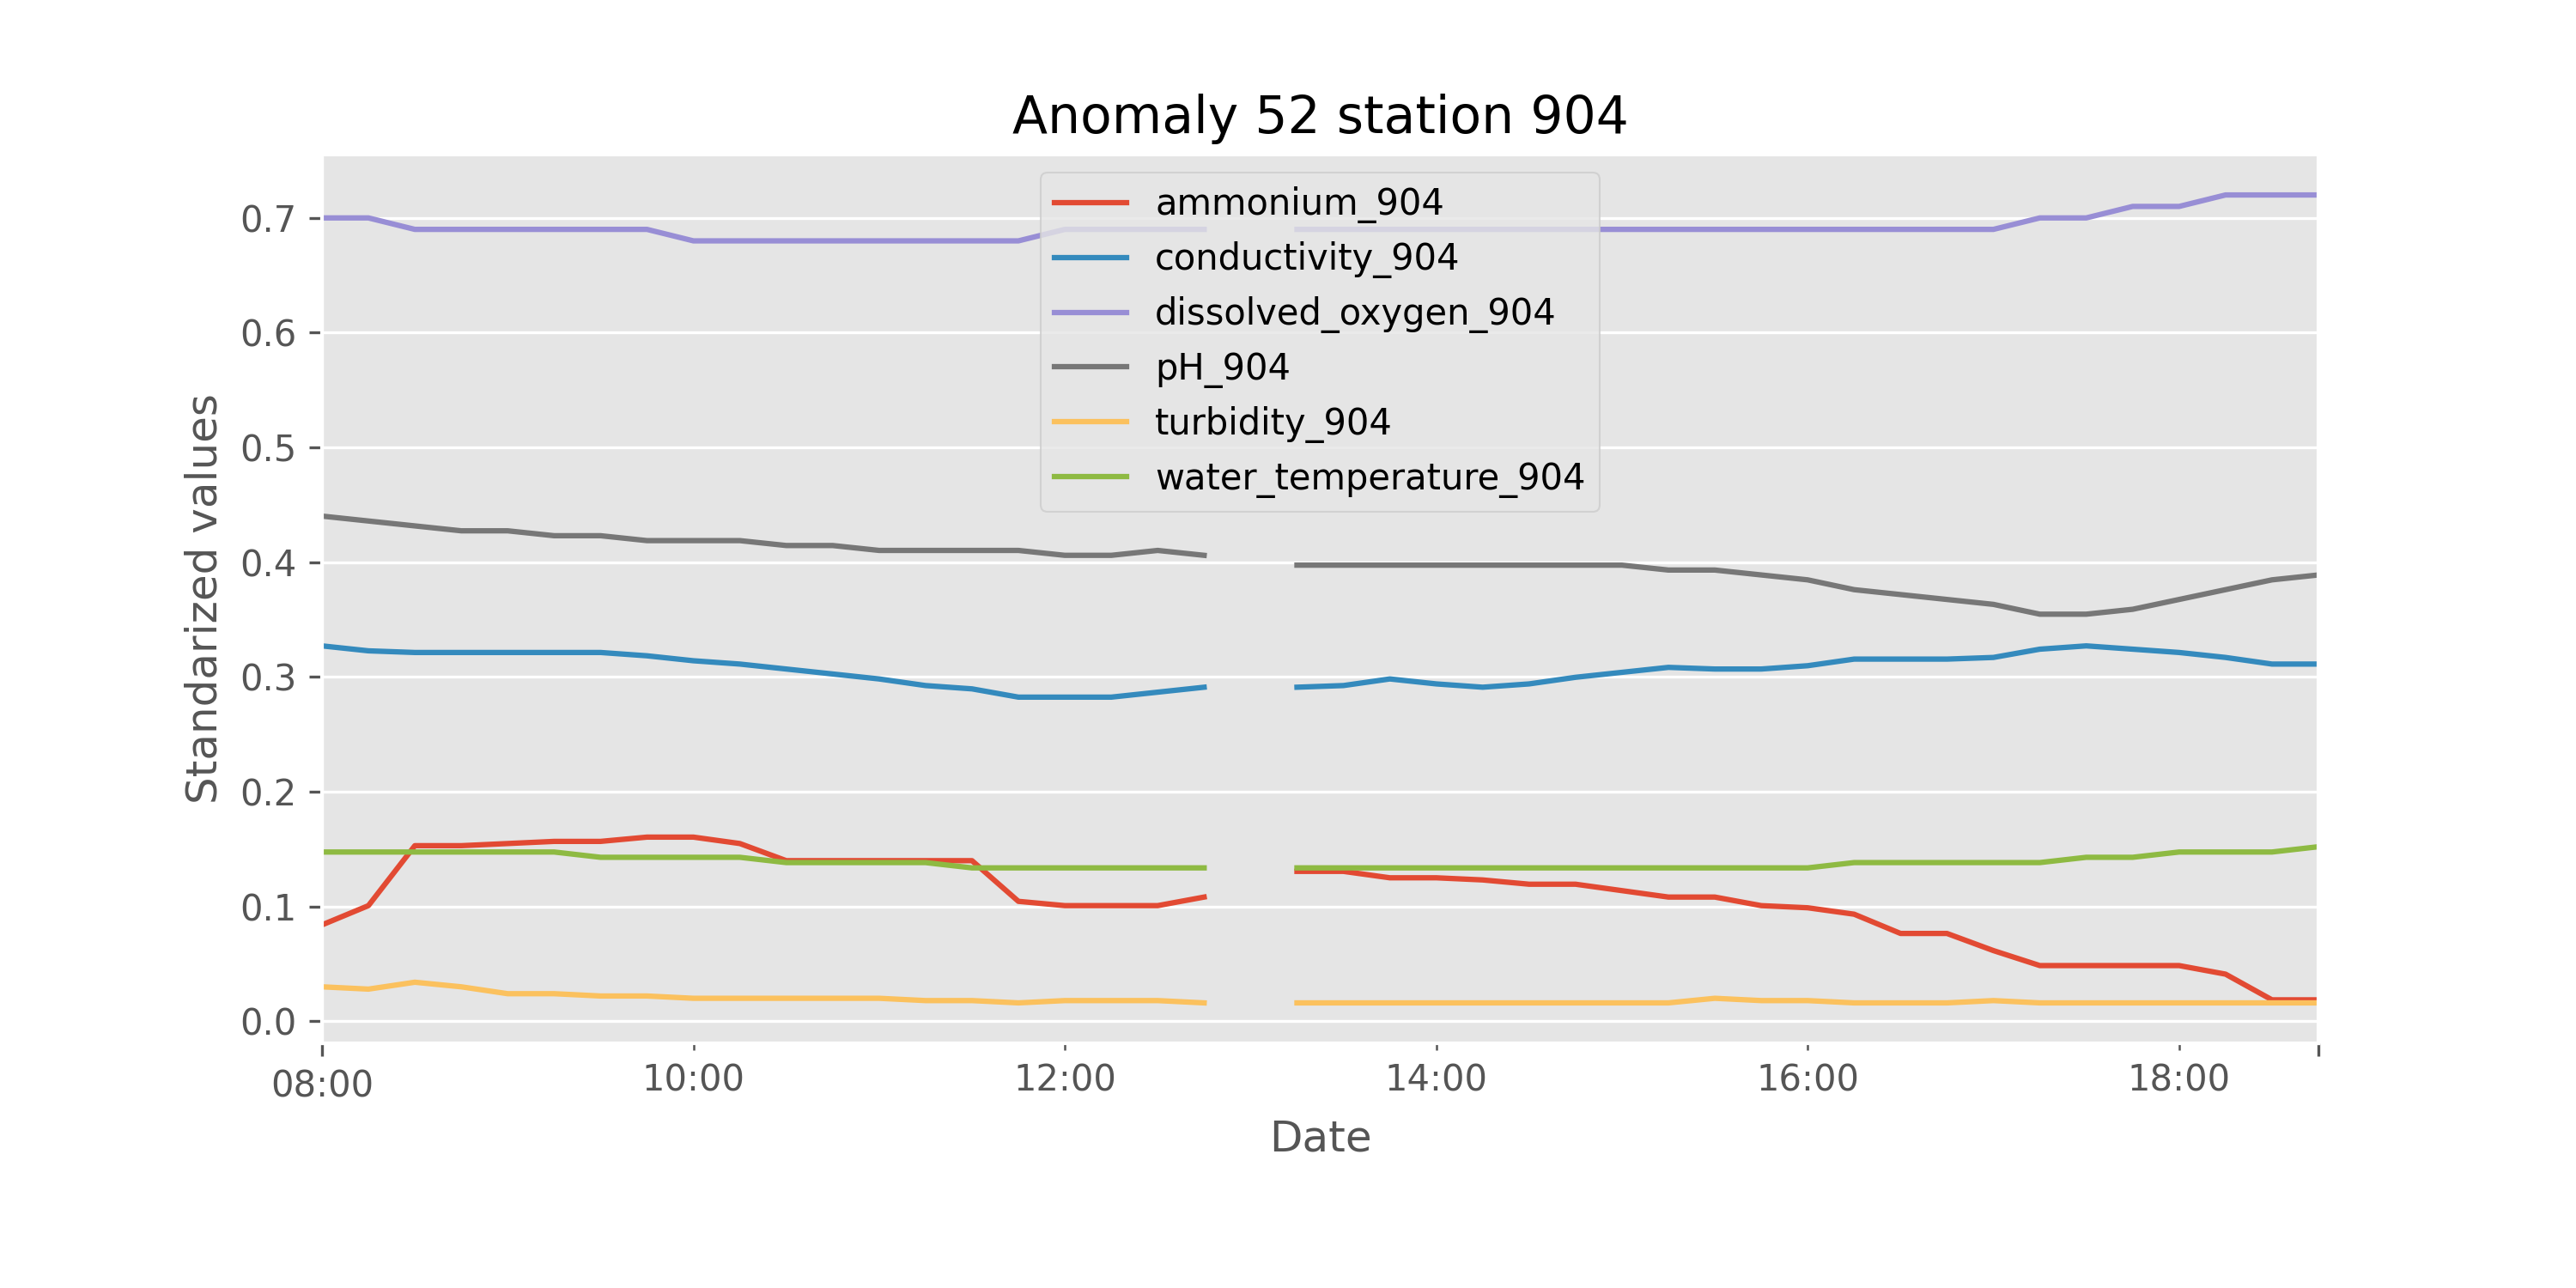 Anomaly 52 station 904
ammonium_904
conductivity_904
dissolved_oxygen_904
pH_904
turbidity_904
water_temperature_904
Standarized values
0.7
0.6
0.5
0.4
0.3
0.2
0.1
0.0
08:00 10:00 12:00 14:00 16:00 18:00
Date